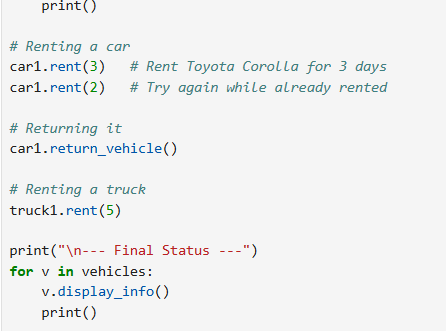 print()

# Renting a car
car1.rent(3)   # Rent Toyota Corolla for 3 days
car1.rent(2)   # Try again while already rented

# Returning it
car1.return_vehicle()

# Renting a truck
truck1.rent(5)

print("\n--- Final Status ---")
for v in vehicles:
    v.display_info()
    print()